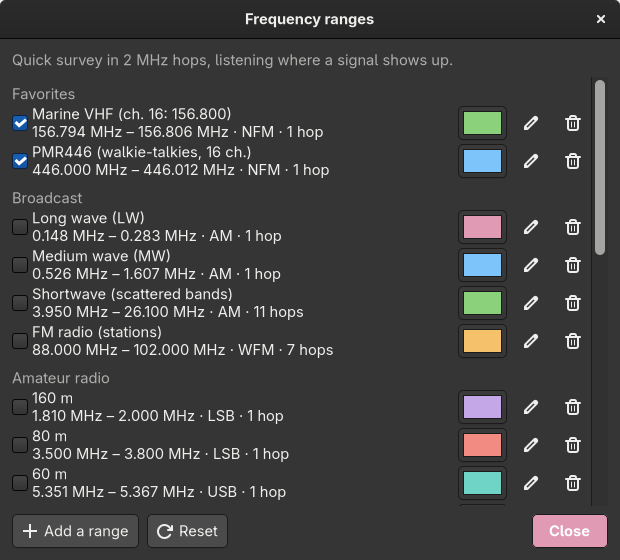 Frequency ranges
Quick survey in 2 MHz hops, listening where a signal shows up.
Favorites
Marine VHF (ch. 16: 156.800)
156.794 MHz – 156.806 MHz · NFM · 1 hop
PMR446 (walkie-talkies, 16 ch.)
446.000 MHz – 446.012 MHz · NFM · 1 hop
Broadcast
Long wave (LW)
0.148 MHz – 0.283 MHz · AM · 1 hop
Medium wave (MW)
0.526 MHz – 1.607 MHz · AM · 1 hop
Shortwave (scattered bands)
3.950 MHz – 26.100 MHz · AM · 11 hops
FM radio (stations)
88.000 MHz – 102.000 MHz · WFM · 7 hops
Amateur radio
160 m
1.810 MHz – 2.000 MHz · LSB · 1 hop
80 m
3.500 MHz – 3.800 MHz · LSB · 1 hop
60 m
5.351 MHz – 5.367 MHz · USB · 1 hop
Add a range
Reset
Close